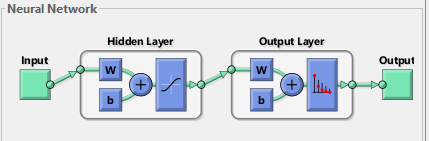 Neural Network
Hidden Layer
Output Layer
Input
Output
W
b
+
W
b
+